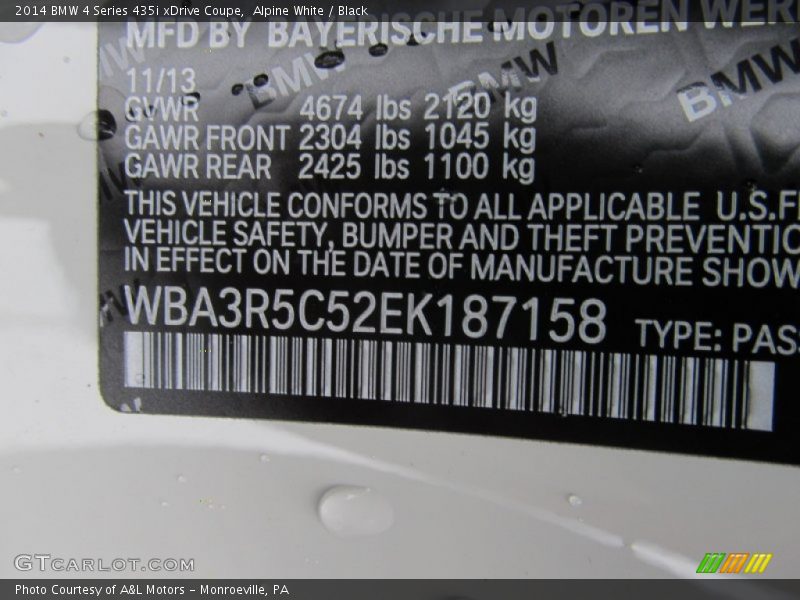 2014 BMW 4 Series 435i xDrive Coupe,  Alpine White / Black
MFD BY BAYERISCHE MOTOREN WER
BMW BMW BMW
11/13
GVWR 4674 lbs 2120 kg
GAWR FRONT 2304 lbs 1045 kg
GAWR REAR 2425 lbs 1100 kg
THIS VEHICLE CONFORMS TO ALL APPLICABLE U.S.F
VEHICLE SAFETY, BUMPER AND THEFT PREVENTIC
IN EFFECT ON THE DATE OF MANUFACTURE SHOW
WBA3R5C52EK187158 TYPE: PAS
GTCARLOT.COM
Photo Courtesy of A&L Motors – Monroeville, PA